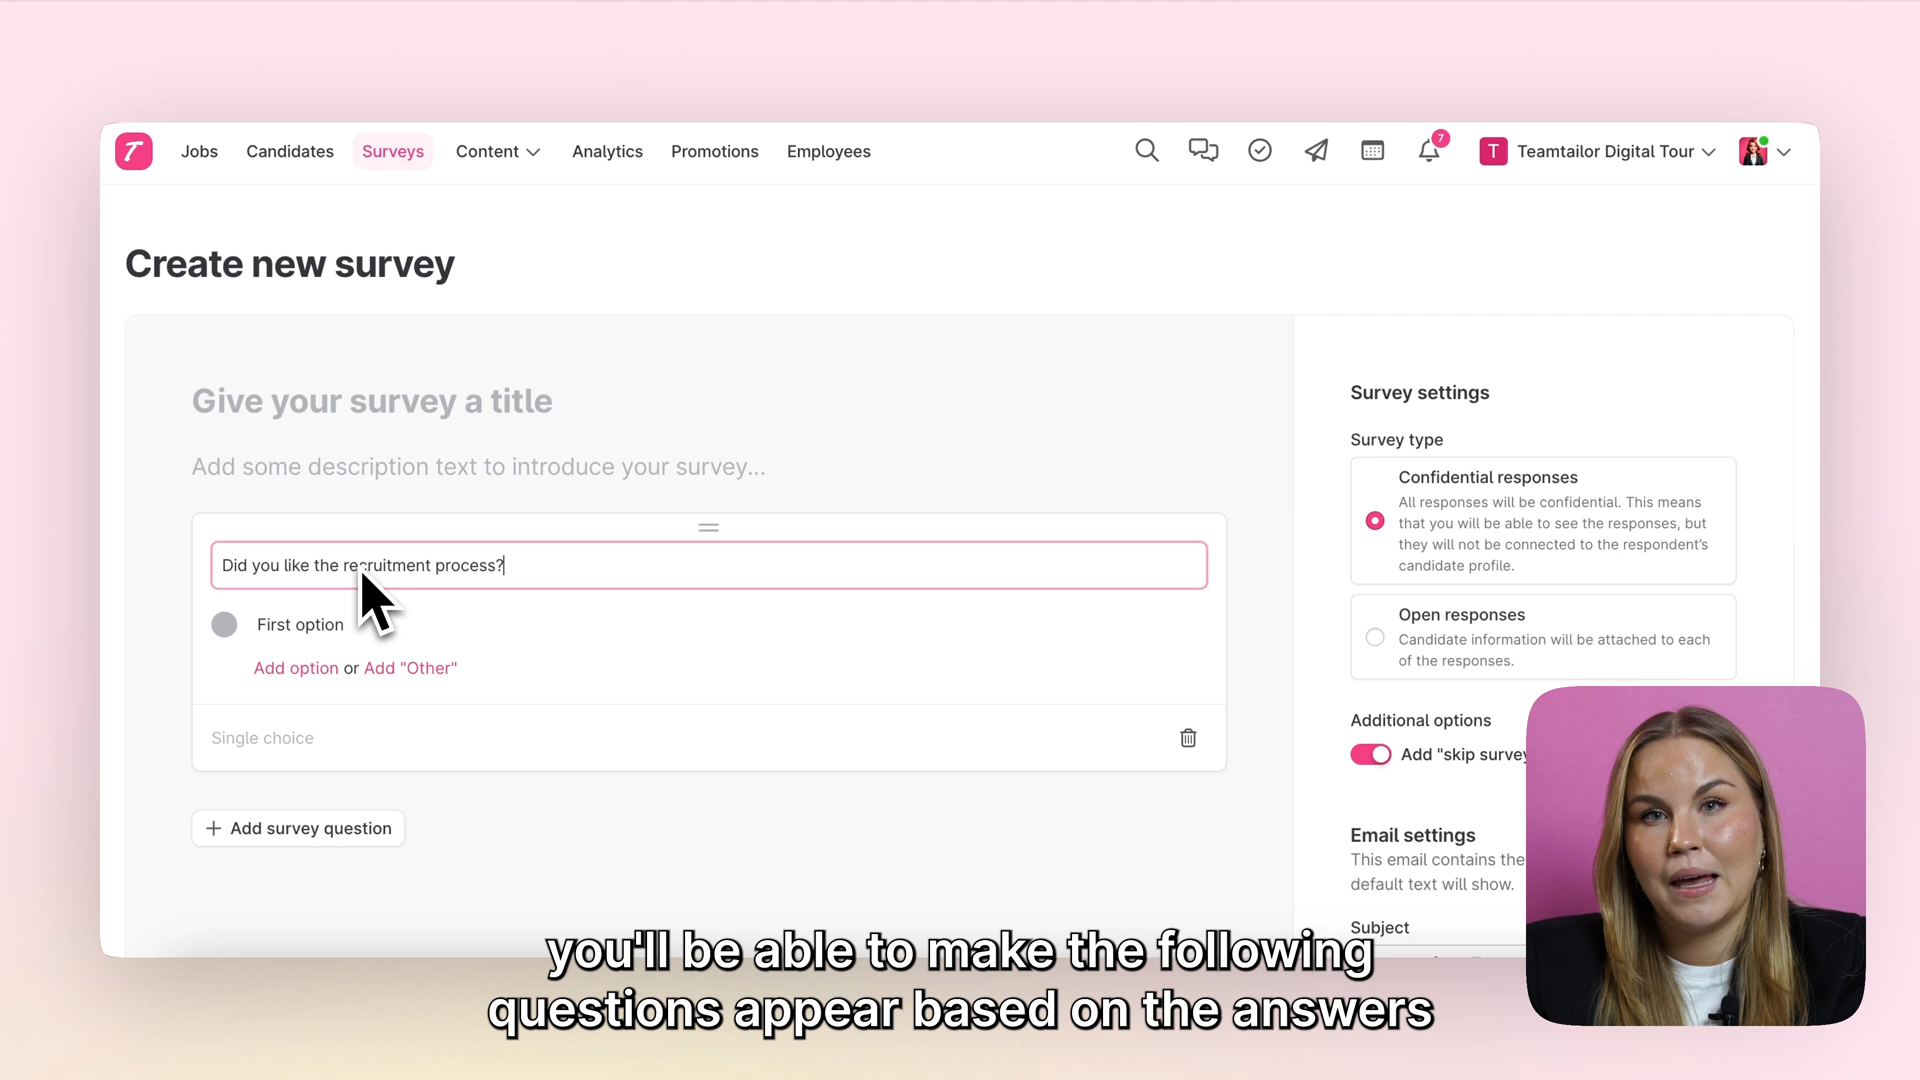 Jobs
Candidates
Surveys
Content
Analytics
Promotions
Employees
7
T
Teamtailor Digital Tour
Create new survey
Give your survey a title
Add some description text to introduce your survey...
Did you like the recruitment process?
First option
Add option or Add "Other"
Single choice
+ Add survey question
Survey settings
Survey type
Confidential responses
All responses will be confidential. This means
that you will be able to see the responses, but
they will not be connected to the respondent's
candidate profile.
Open responses
Candidate information will be attached to each
of the responses.
Additional options
Add "skip survey
Email settings
This email contains the
default text will show.
Subject
you'll be able to make the following
questions appear based on the answers